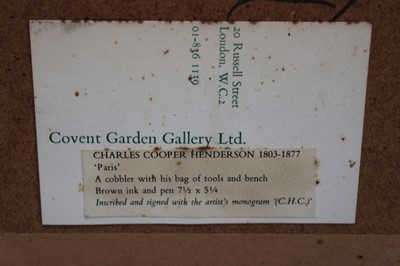 20 Russell Street
London, W.C.2
01-836 1139
Covent Garden Gallery Ltd.
CHARLES COOPER HENDERSON 1803-1877
'Paris'
A cobbler with his bag of tools and bench
Brown ink and pen 7½ x 5¼
Inscribed and signed with the artist's monogram '(C.H.C.)'